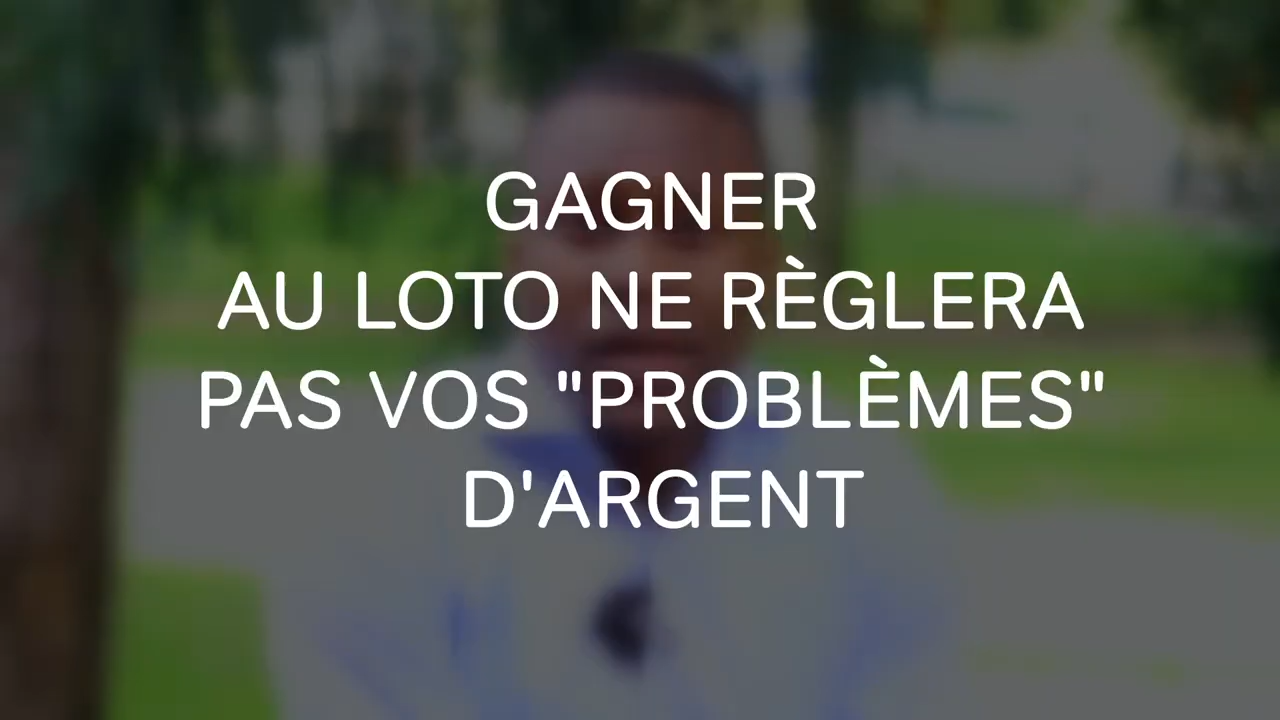 GAGNER
AU LOTO NE RÈGLERA
PAS VOS "PROBLÈMES"
D'ARGENT